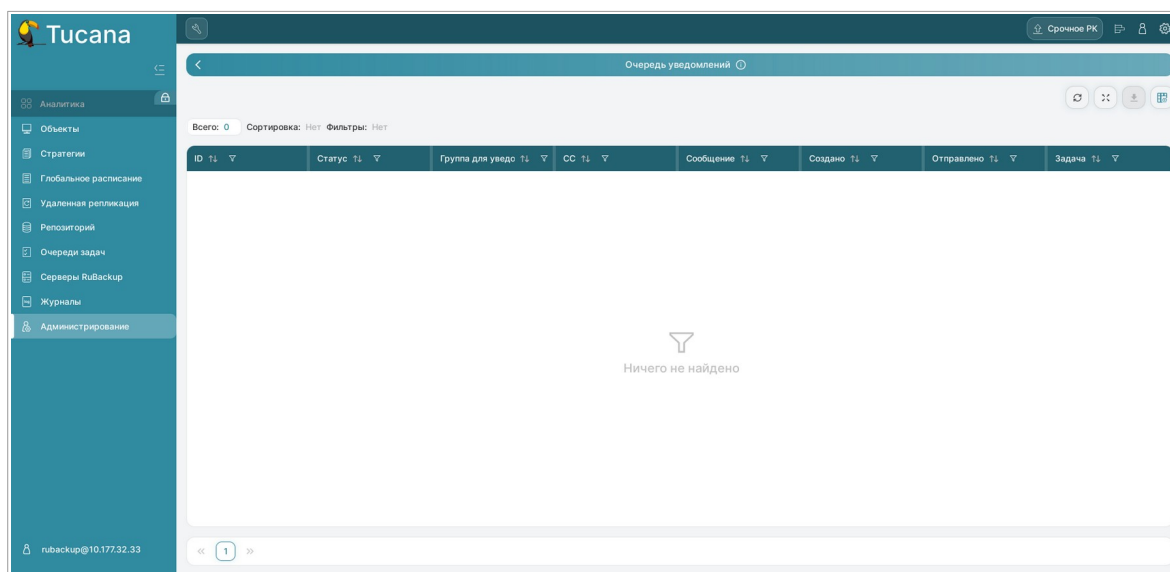 Tucana
Срочное РК
Очередь уведомлений
Аналитика
Объекты
Стратегии
Глобальное расписание
Удаленная репликация
Репозиторий
Очереди задач
Серверы RuBackup
Журналы
Администрирование
rubackup@10.177.32.33
Всего: 0 Сортировка: Нет Фильтры: Нет
ID Статус Группа для уведо CC Сообщение Создано Отправлено Задача
Ничего не найдено
« 1 »